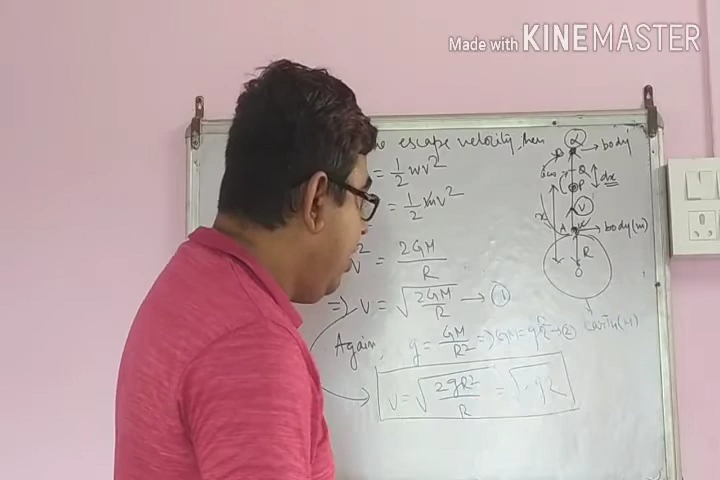 Made with KINEMASTER
escape velocity, then
= 1/2 mv²
= 1/2 mv²
v² = 2GM/R
=> v = √(2GM/R) → ①
Again, g = GM/R² => GM = gR² → ②
v = √(2gR²/R) = √(2gR)
α
→ body
Q
dx
P
x
v
A
→ body (m)
R
O
earth (M)